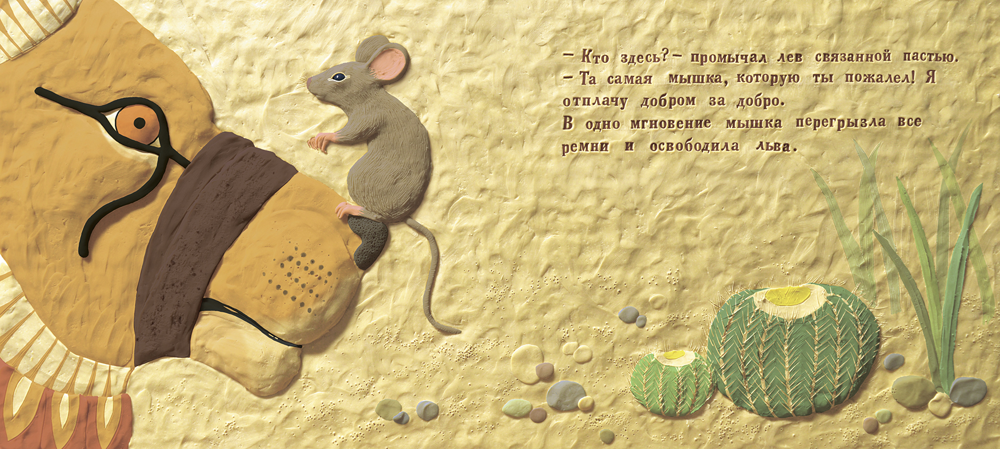 – Кто здесь? – промычал лев связанной пастью.
– Та самая мышка, которую ты пожалел! Я
отплачу добром за добро.
В одно мгновение мышка перегрызла все
ремни и освободила льва.